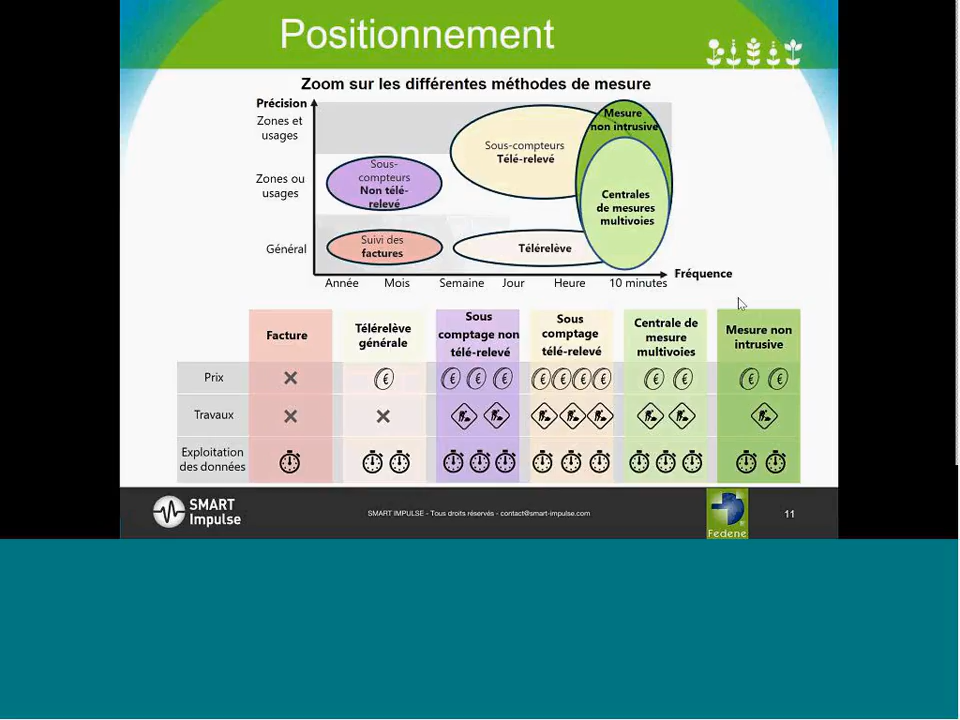 Positionnement
Zoom sur les différentes méthodes de mesure
Précision
Zones et
usages
Zones ou
usages
Général
Sous-
compteurs
Non télé-
relevé
Suivi des
factures
Sous-compteurs
Télé-relevé
Télérelève
Mesure
non intrusive
Centrales
de mesures
multivoies
Fréquence
Année Mois Semaine Jour Heure 10 minutes
Facture
Télérelève
générale
Sous
comptage non
télé-relevé
Sous
comptage
télé-relevé
Centrale de
mesure
multivoies
Mesure non
intrusive
Prix
Travaux
Exploitation
des données
SMART
Impulse
SMART IMPULSE - Tous droits réservés - contact@smart-impulse.com
Fedene
11